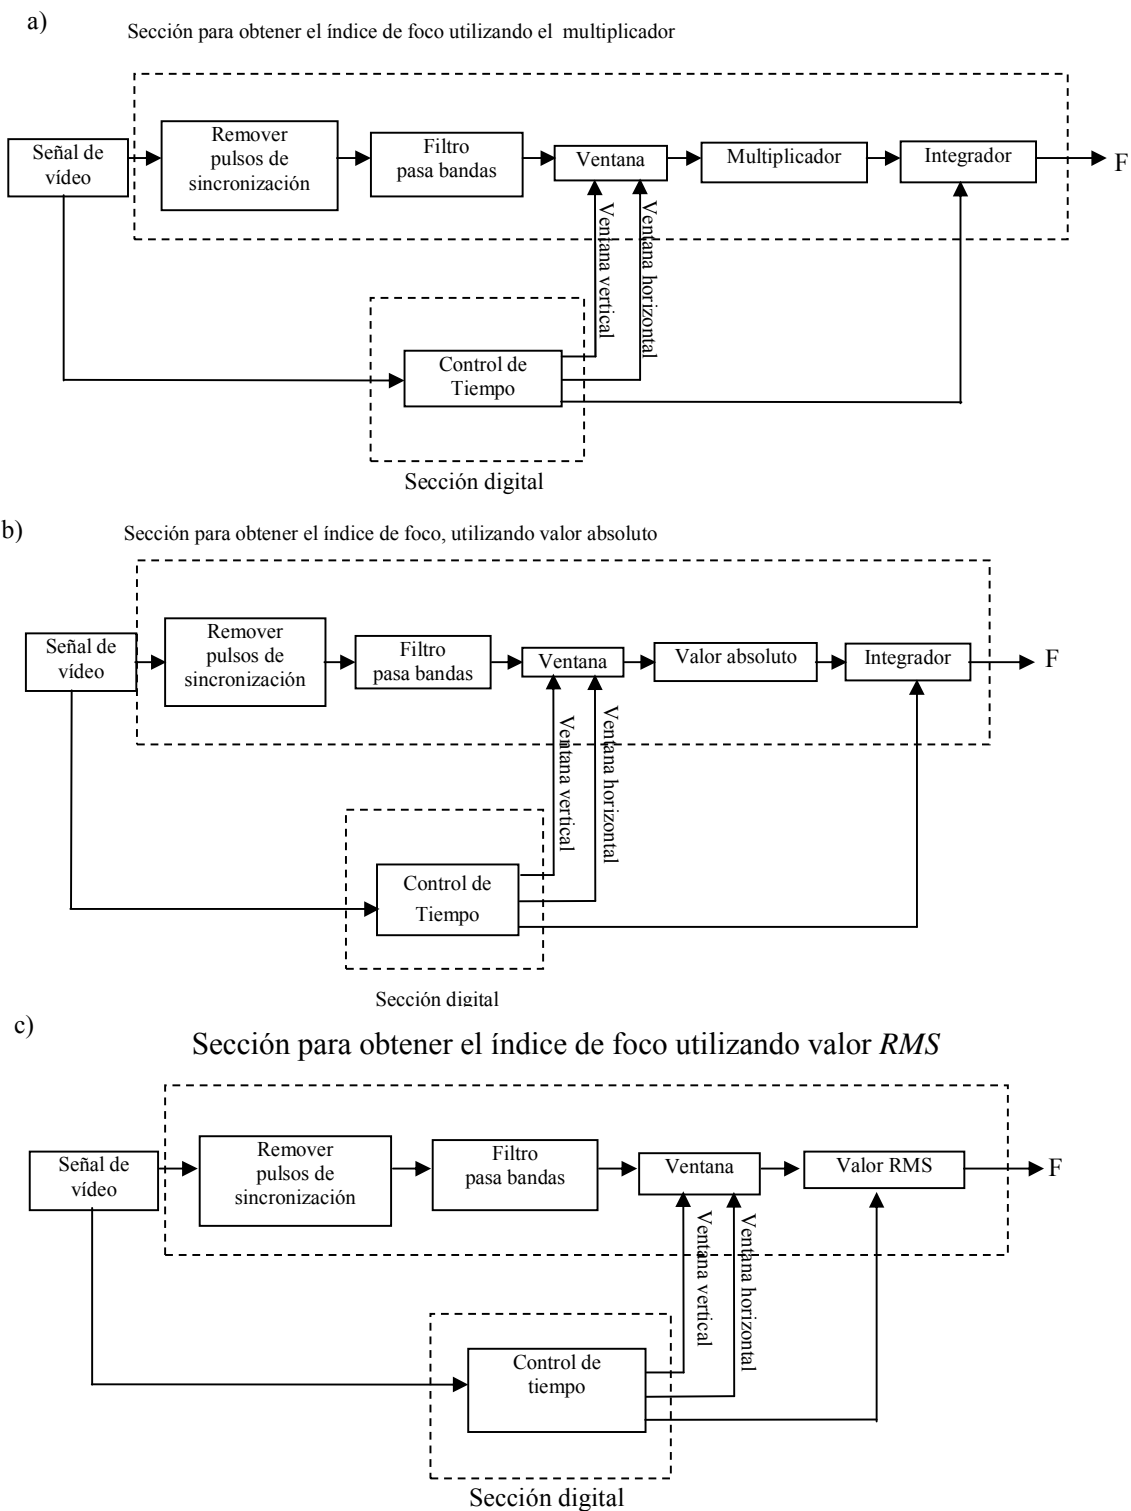 a)
Sección para obtener el índice de foco utilizando el  multiplicador
Señal de
vídeo
Remover
pulsos de
sincronización
Filtro
pasa bandas
Ventana
Multiplicador
Integrador
F
Ventana vertical
Ventana horizontal
Control de
Tiempo
Sección digital
b)
Sección para obtener el índice de foco, utilizando valor absoluto
Señal de
vídeo
Remover
pulsos de
sincronización
Filtro
pasa bandas
Ventana
Valor absoluto
Integrador
F
Ventana vertical
Ventana horizontal
Control de
Tiempo
Sección digital
c)
Sección para obtener el índice de foco utilizando valor RMS
Señal de
vídeo
Remover
pulsos de
sincronización
Filtro
pasa bandas
Ventana
Valor RMS
F
Ventana vertical
Ventana horizontal
Control de
tiempo
Sección digital